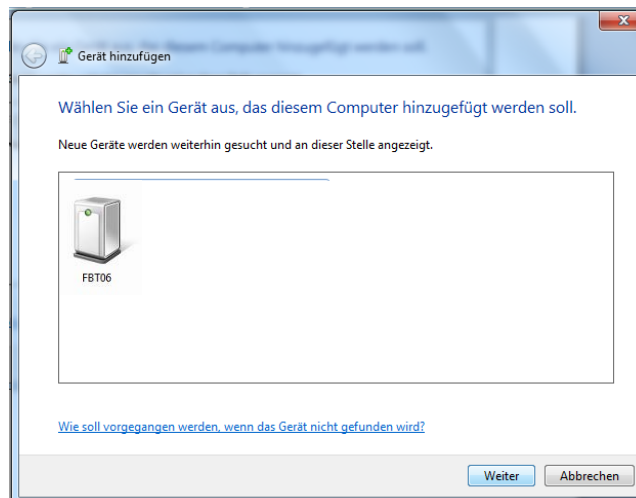 Gerät hinzufügen
Wählen Sie ein Gerät aus, das diesem Computer hinzugefügt werden soll.
Neue Geräte werden weiterhin gesucht und an dieser Stelle angezeigt.
FBT06
Wie soll vorgegangen werden, wenn das Gerät nicht gefunden wird?
Weiter
Abbrechen